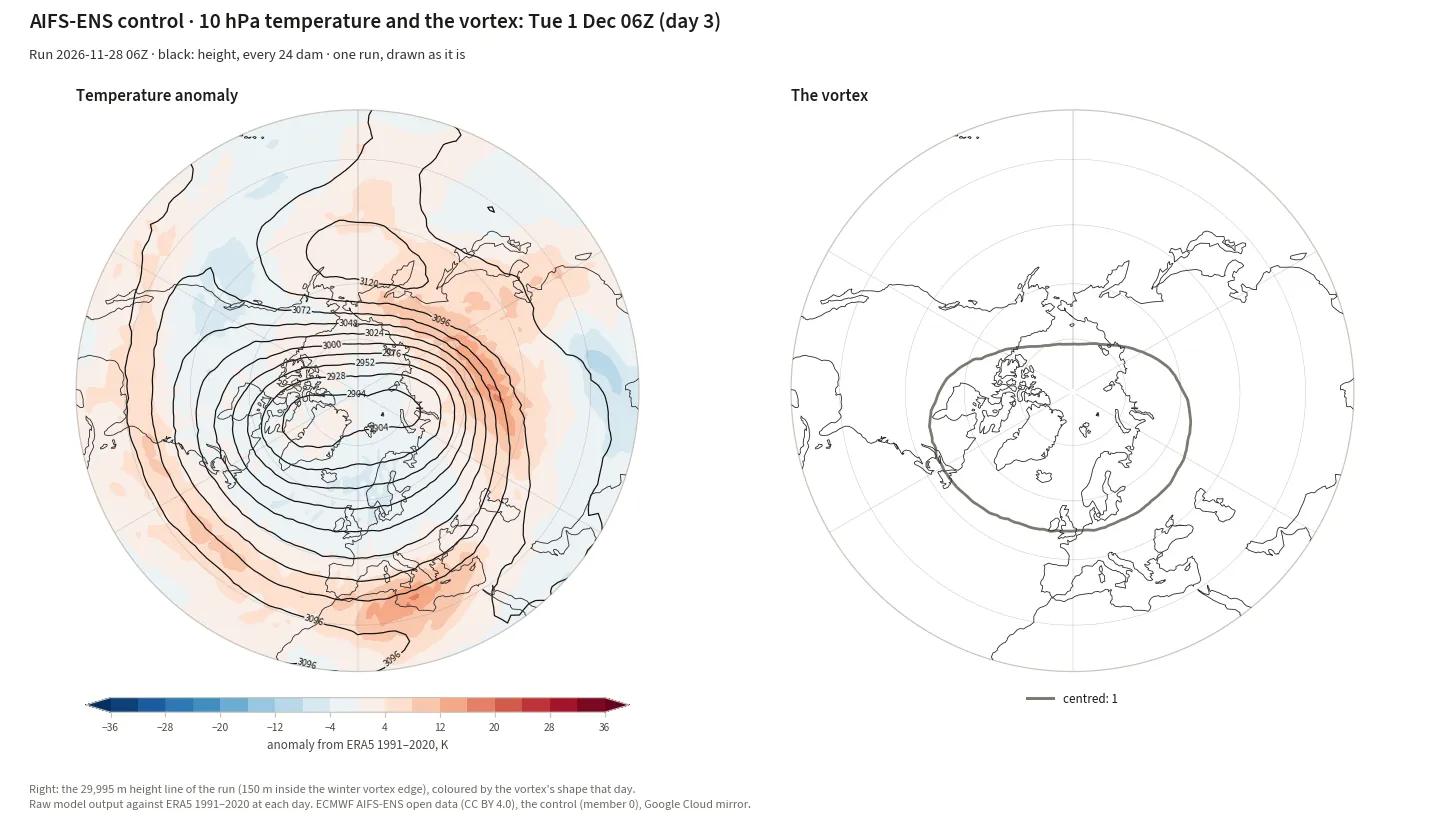 AIFS-ENS control · 10 hPa temperature and the vortex: Tue 1 Dec 06Z (day 3)
Run 2026-11-28 06Z · black: height, every 24 dam · one run, drawn as it is
Temperature anomaly
The vortex
3120
3072
3096
3048
3024
3000
2976
2952
2928
2904
2904
3096
3096
3096
−36 −28 −20 −12 −4 4 12 20 28 36
anomaly from ERA5 1991–2020, K
centred: 1
Right: the 29,995 m height line of the run (150 m inside the winter vortex edge), coloured by the vortex's shape that day.
Raw model output against ERA5 1991–2020 at each day. ECMWF AIFS-ENS open data (CC BY 4.0), the control (member 0), Google Cloud mirror.